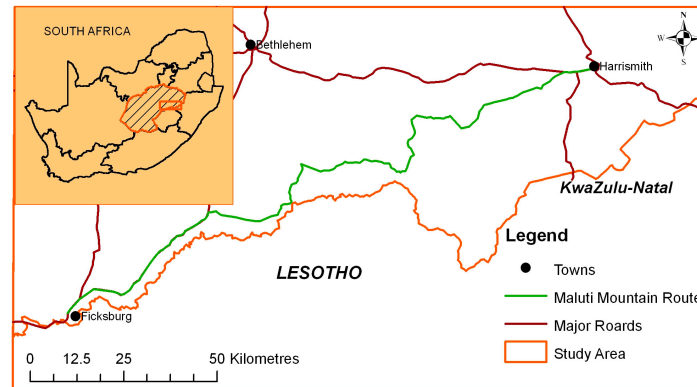 SOUTH AFRICA
Bethlehem
N
W
E
S
Harrismith
KwaZulu-Natal
LESOTHO
Ficksburg
Legend
Towns
Maluti Mountain Route
Major Roards
Study Area
0 12.5 25 50 Kilometres